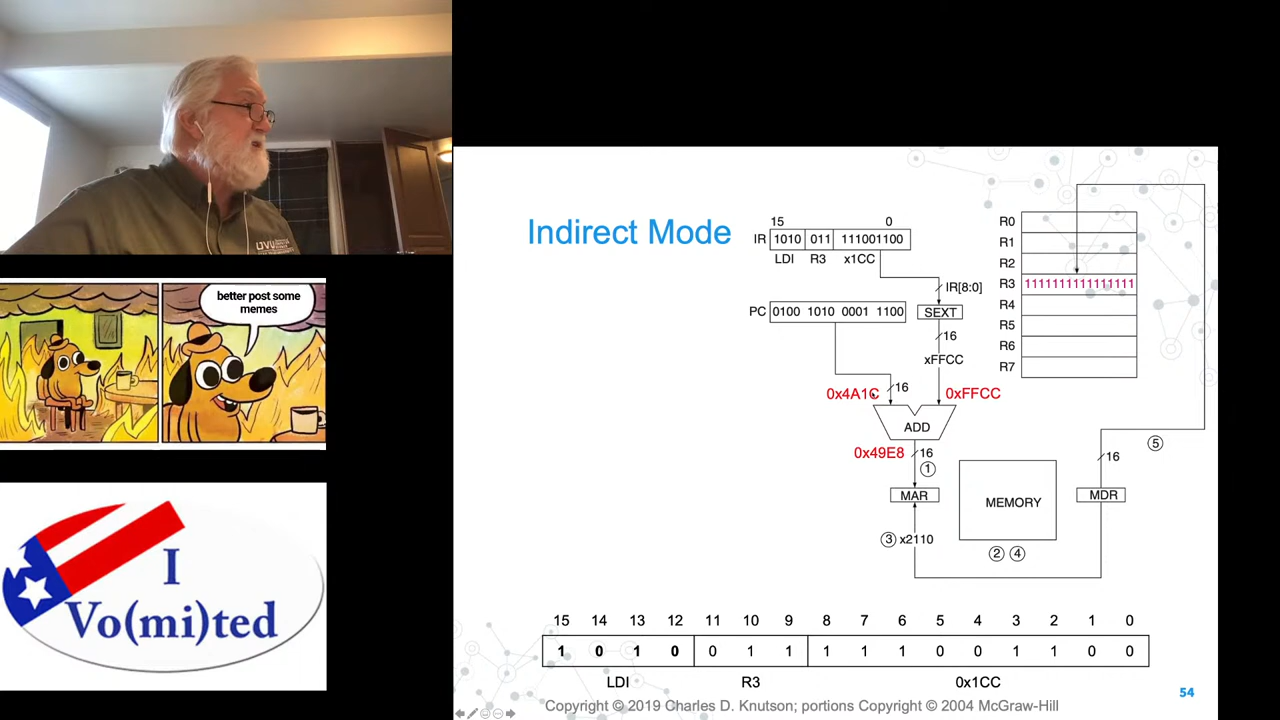 UVU
better post some
memes
I
Vo(mi)ted
Indirect Mode
15
0
IR
1010
011
111001100
LDI
R3
x1CC
IR[8:0]
PC
0100 1010 0001 1100
SEXT
16
xFFCC
0x4A1C
16
0xFFCC
ADD
0x49E8
16
①
MAR
MEMORY
MDR
③ x2110
② ④
16
⑤
R0
R1
R2
R3
1111111111111111
R4
R5
R6
R7
15 14 13 12 11 10 9 8 7 6 5 4 3 2 1 0
1 0 1 0 0 1 1 1 1 1 0 0 1 1 0 0
LDI R3 0x1CC
Copyright © 2019 Charles D. Knutson; portions Copyright © 2004 McGraw-Hill
54